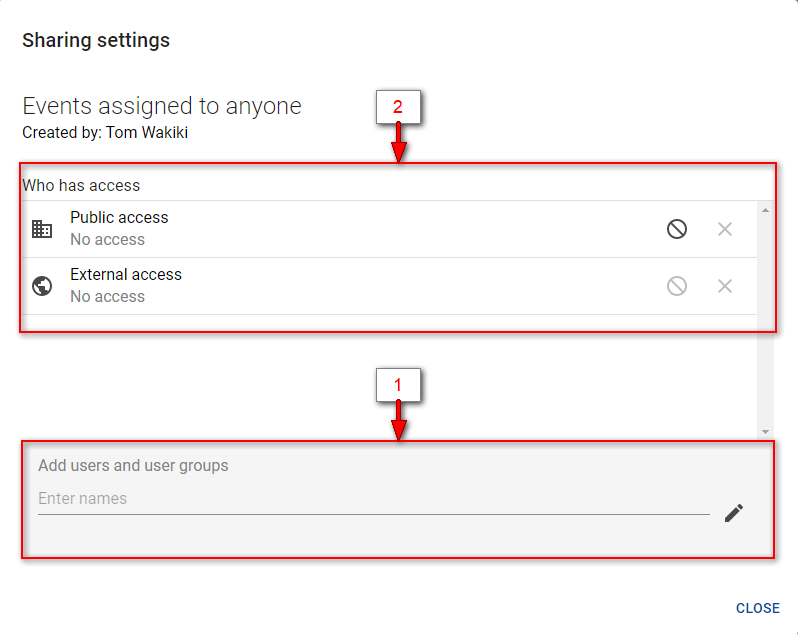 Sharing settings
Events assigned to anyone
Created by: Tom Wakiki
2
Who has access
Public access
No access
External access
No access
1
Add users and user groups
Enter names
CLOSE